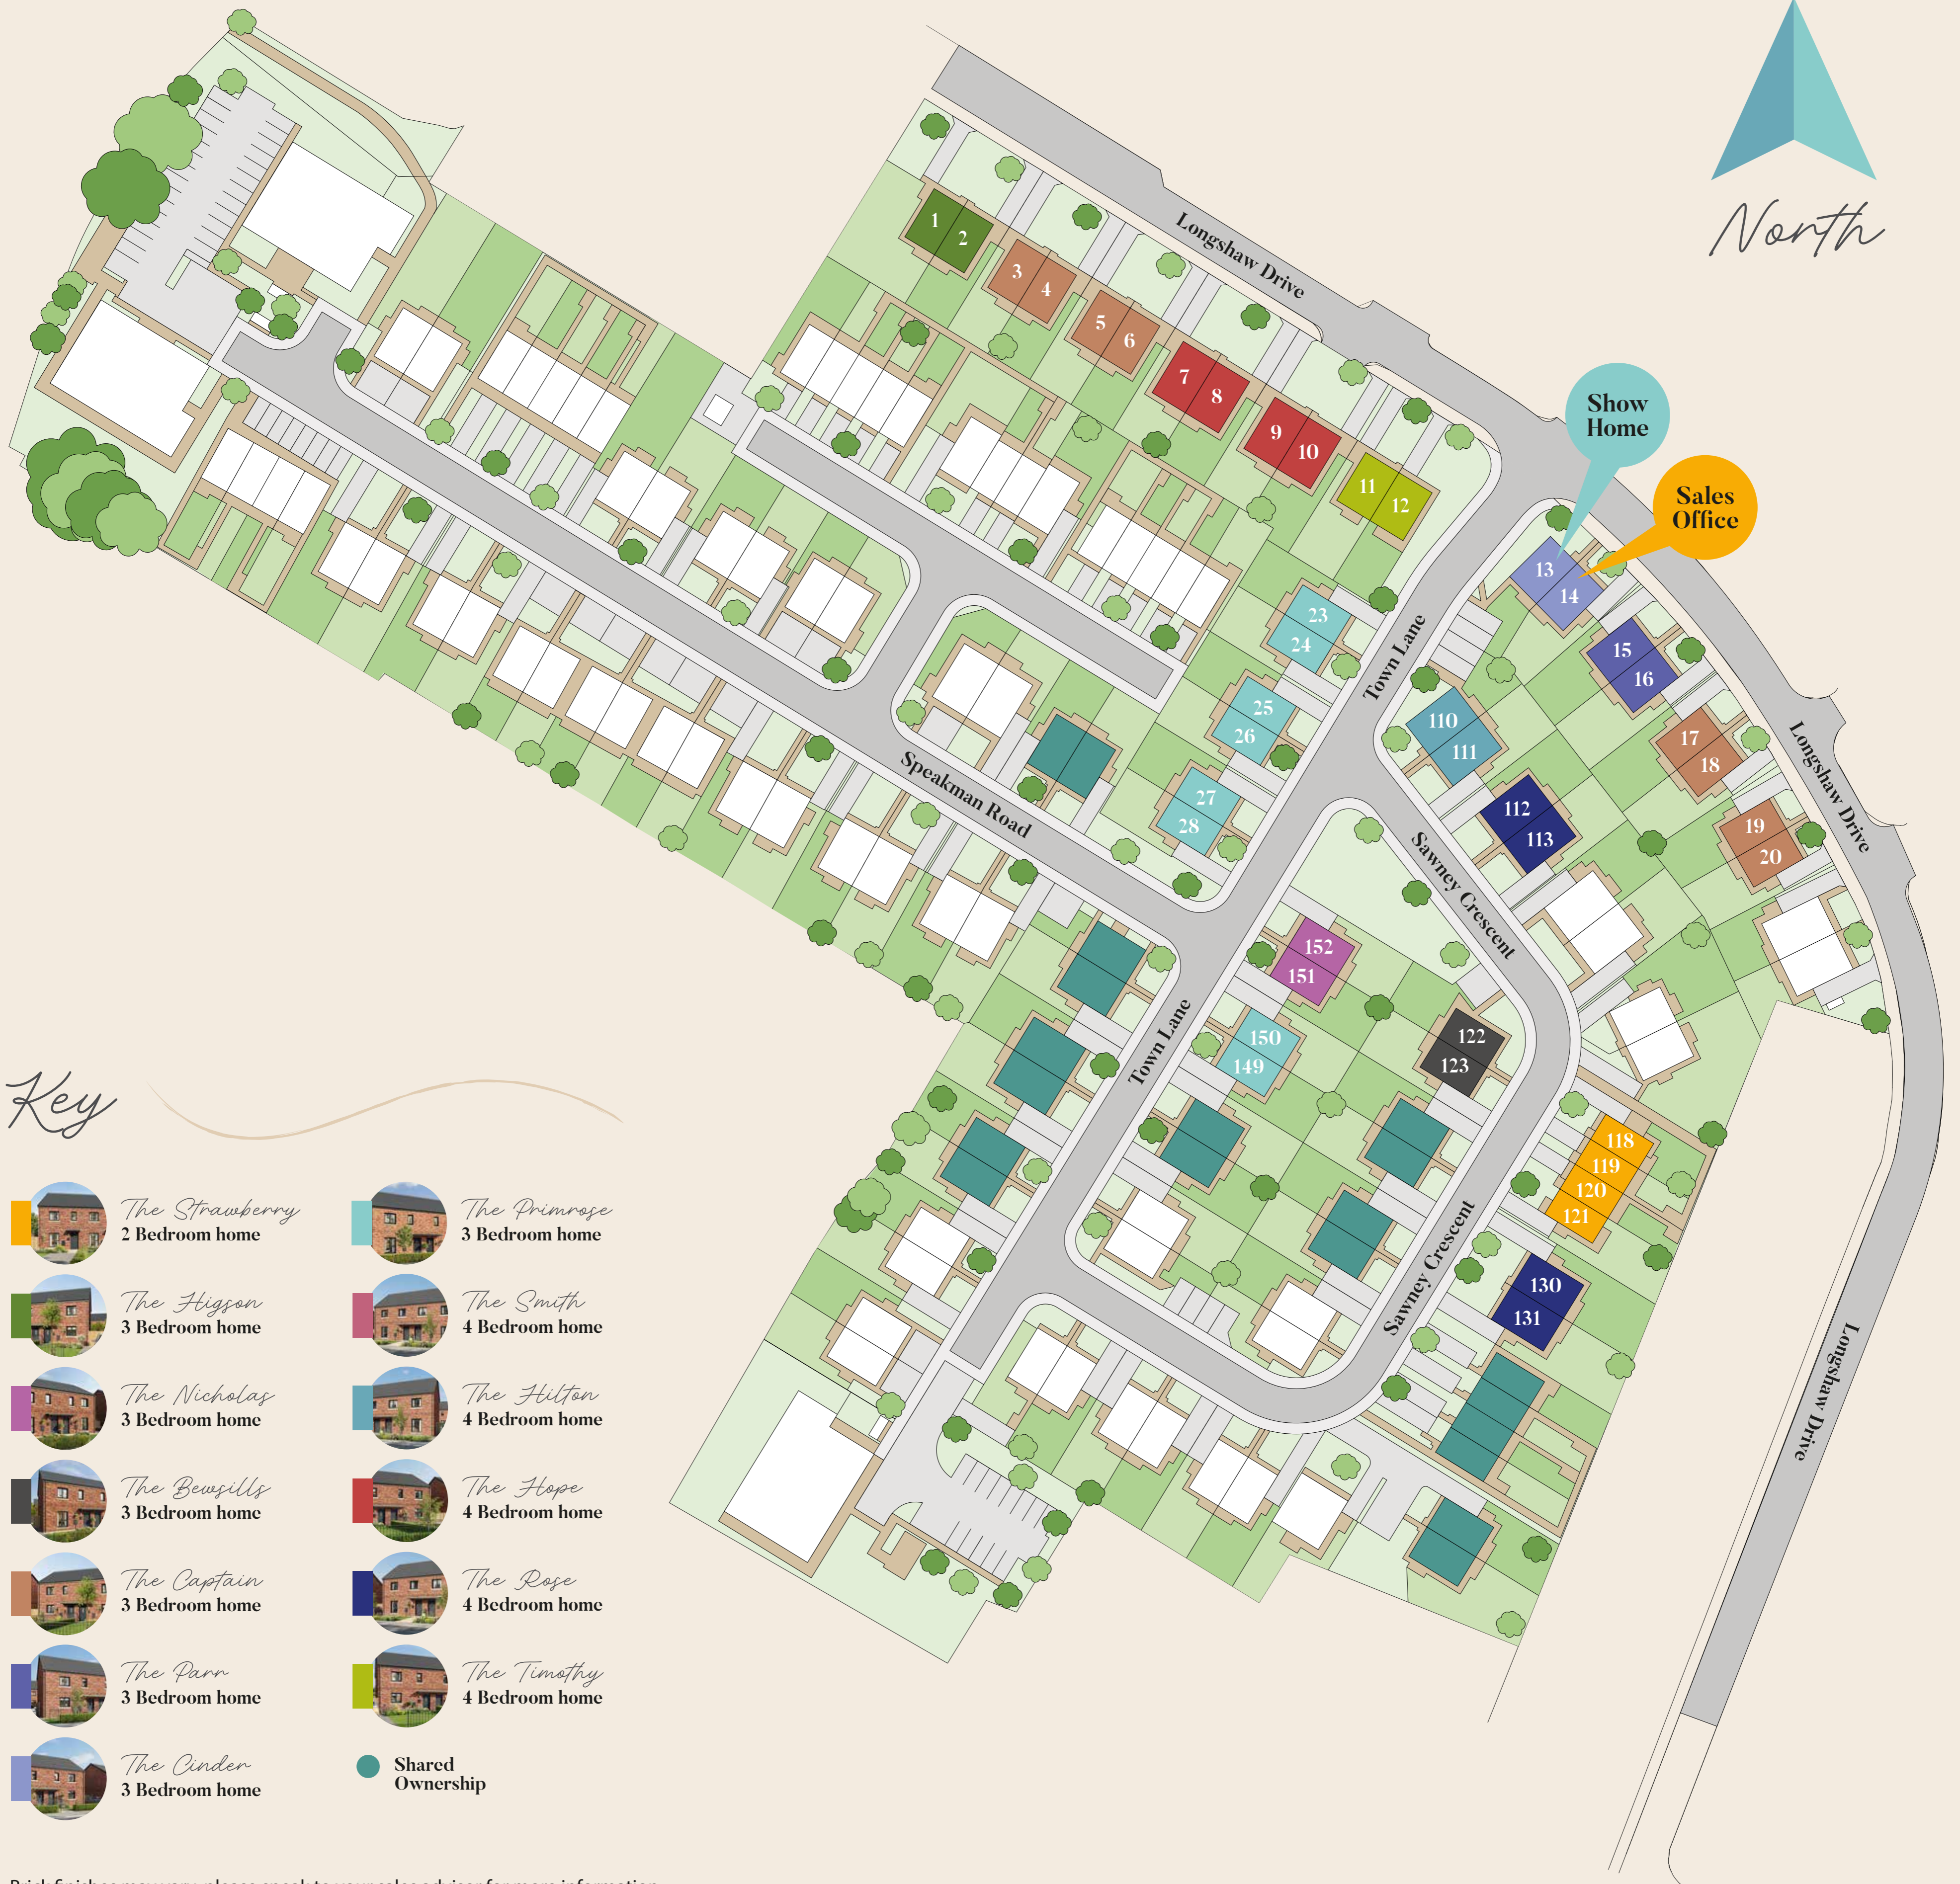 North
Longshaw Drive
1
2
3
4
5
6
7
8
9
10
11
12
Show
Home
Sales
Office
13
14
15
16
17
18
19
20
Longshaw Drive
23
24
25
26
27
28
Town Lane
110
111
112
113
Speakman Road
Sawney Crescent
152
151
150
149
Town Lane
122
123
118
119
120
121
130
131
Sawney Crescent
Longshaw Drive
Key
The Strawberry
2 Bedroom home
The Higson
3 Bedroom home
The Nicholas
3 Bedroom home
The Bewsills
3 Bedroom home
The Captain
3 Bedroom home
The Parr
3 Bedroom home
The Cinder
3 Bedroom home
The Primrose
3 Bedroom home
The Smith
4 Bedroom home
The Hilton
4 Bedroom home
The Hope
4 Bedroom home
The Rose
4 Bedroom home
The Timothy
4 Bedroom home
Shared
Ownership